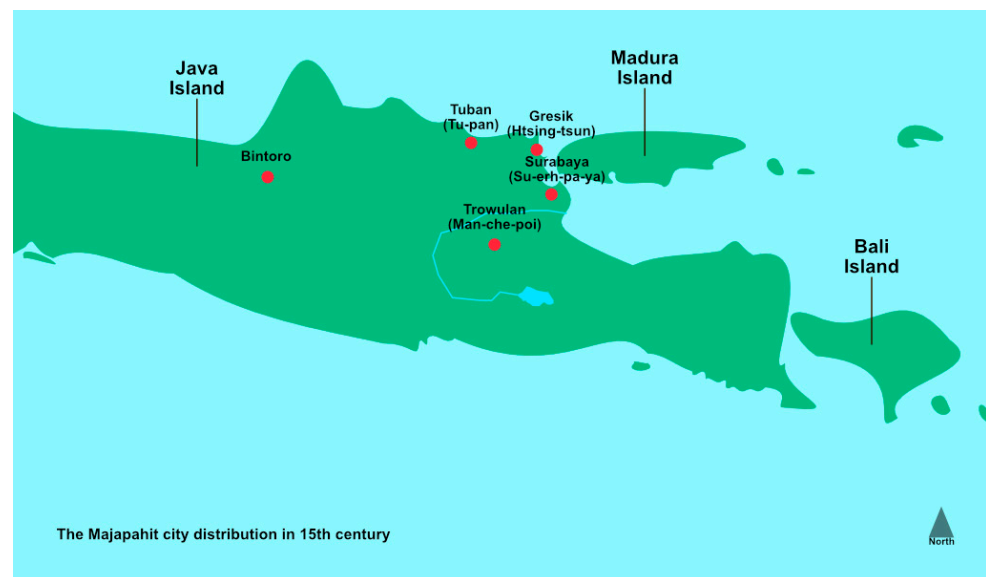 Java
Island
Madura
Island
Tuban
(Tu-pan)
Gresik
(Htsing-tsun)
Bintoro
Surabaya
(Su-erh-pa-ya)
Trowulan
(Man-che-poi)
Bali
Island
The Majapahit city distribution in 15th century
North